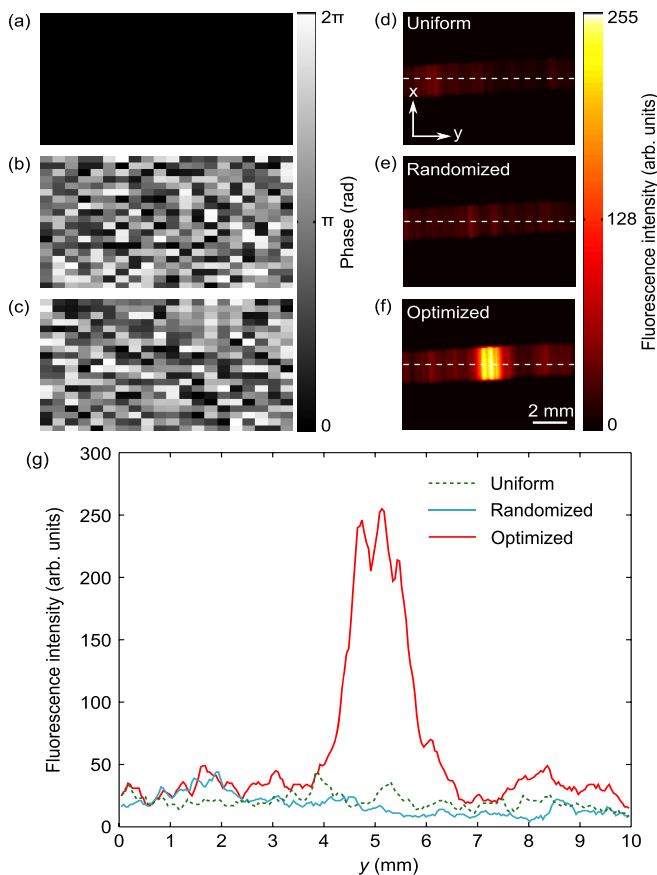 (a)
2π
π
0
Phase (rad)
(b)
(c)
(d)
Uniform
x
y
(e)
Randomized
(f)
Optimized
2 mm
255
128
0
Fluorescence intensity (arb. units)
(g)
Fluorescence intensity (arb. units)
300
250
200
150
100
50
0
Uniform
Randomized
Optimized
0 1 2 3 4 5 6 7 8 9 10
y (mm)